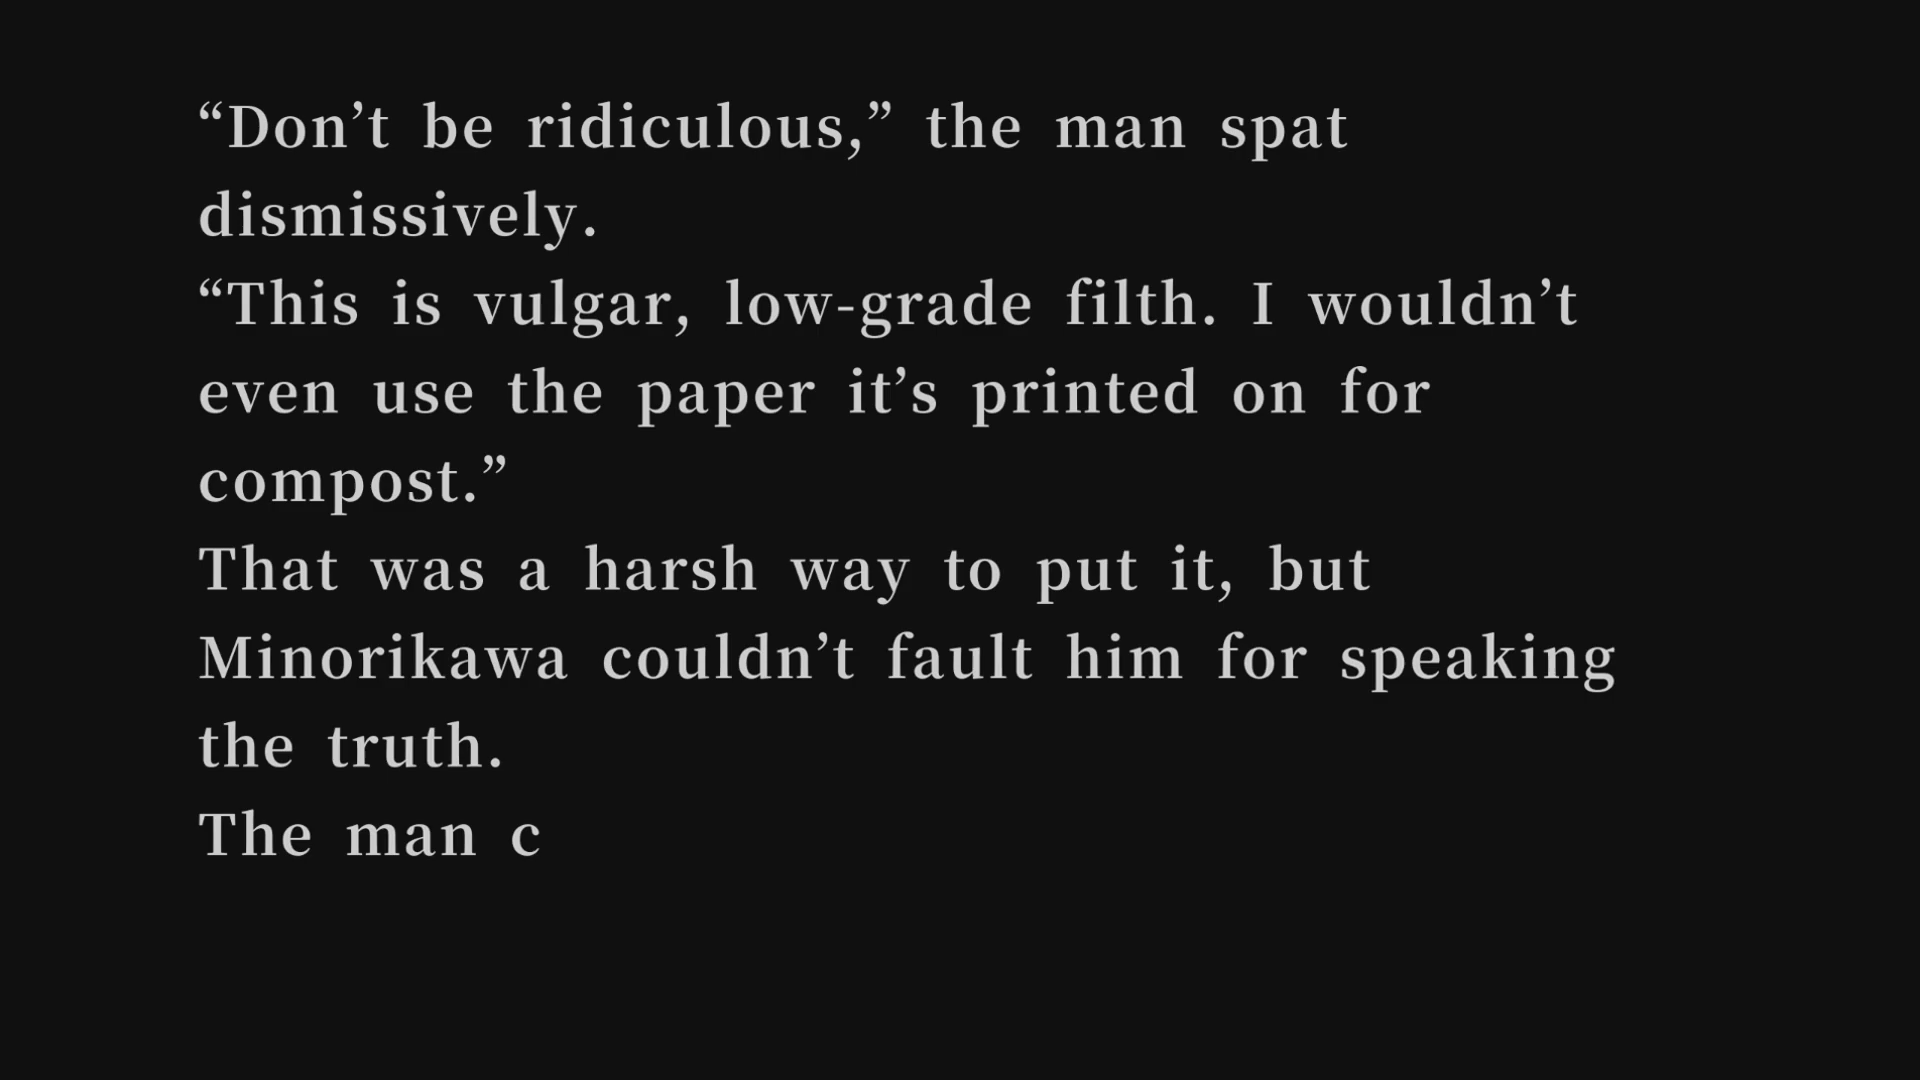 “Don’t be ridiculous,” the man spat
dismissively.
“This is vulgar, low-grade filth. I wouldn’t
even use the paper it’s printed on for
compost.”
That was a harsh way to put it, but
Minorikawa couldn’t fault him for speaking
the truth.
The man c